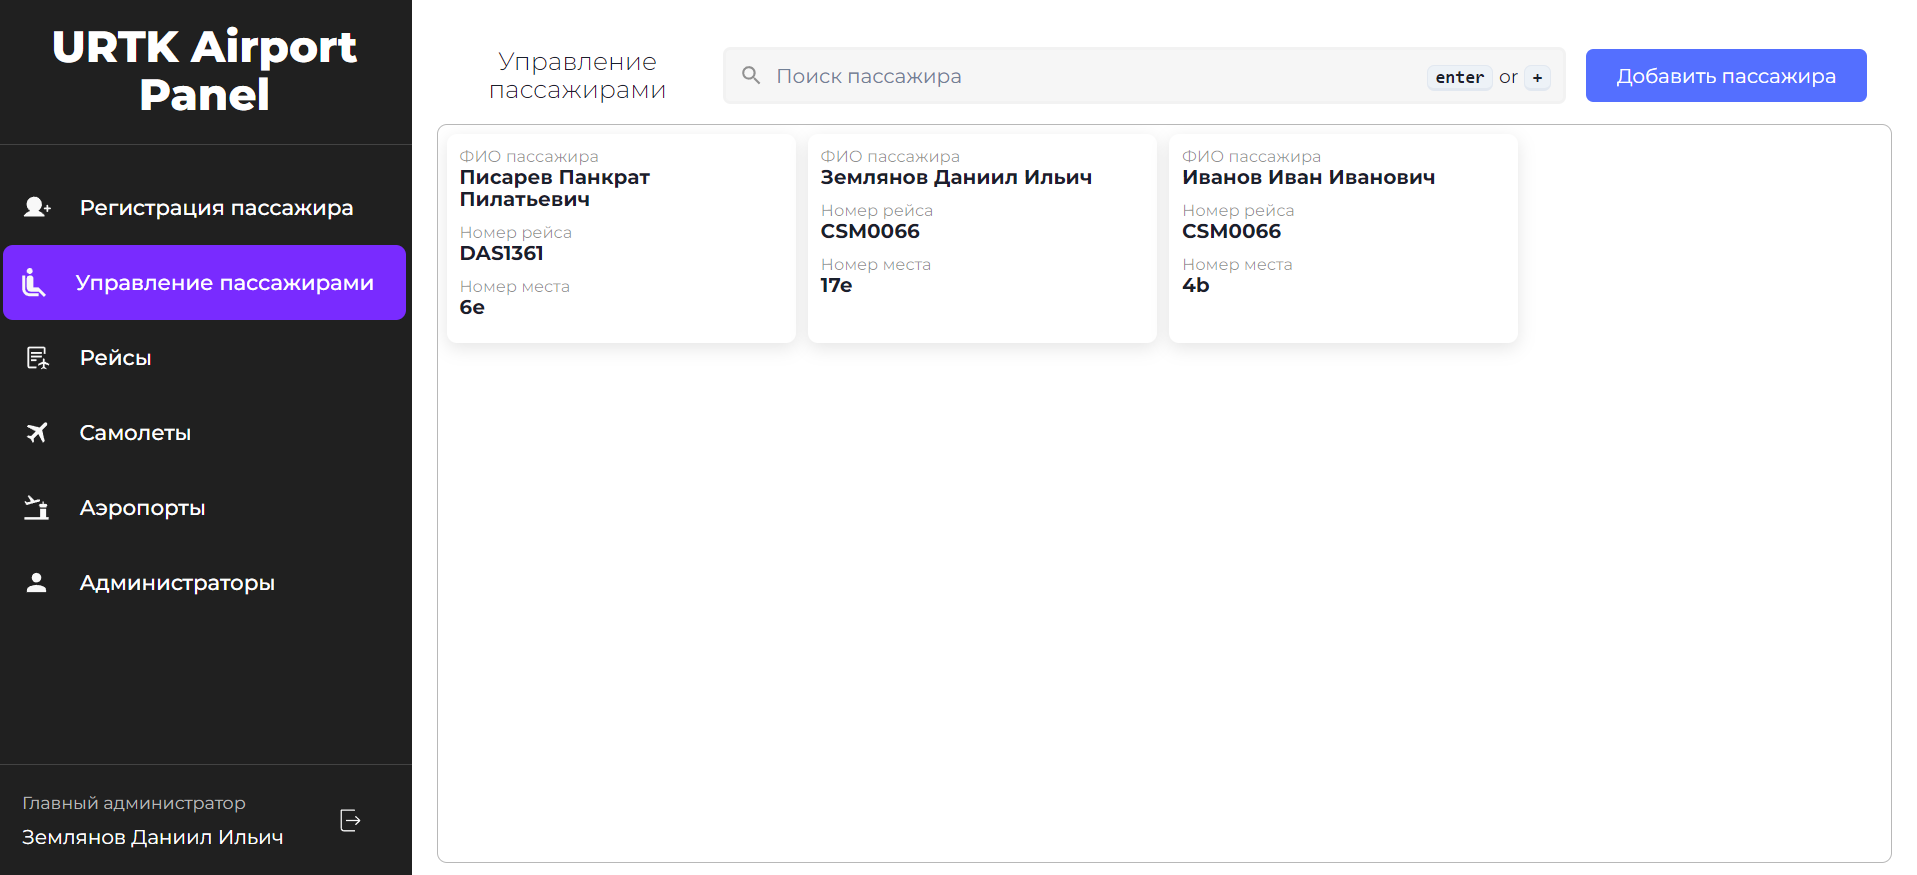 URTK Airport
Panel
Регистрация пассажира
Управление пассажирами
Рейсы
Самолеты
Аэропорты
Администраторы
Главный администратор
Землянов Даниил Ильич
Управление
пассажирами
Поиск пассажира
enter or +
Добавить пассажира
ФИО пассажира
Писарев Панкрат
Пилатьевич
Номер рейса
DAS1361
Номер места
6e
ФИО пассажира
Землянов Даниил Ильич
Номер рейса
CSM0066
Номер места
17e
ФИО пассажира
Иванов Иван Иванович
Номер рейса
CSM0066
Номер места
4b